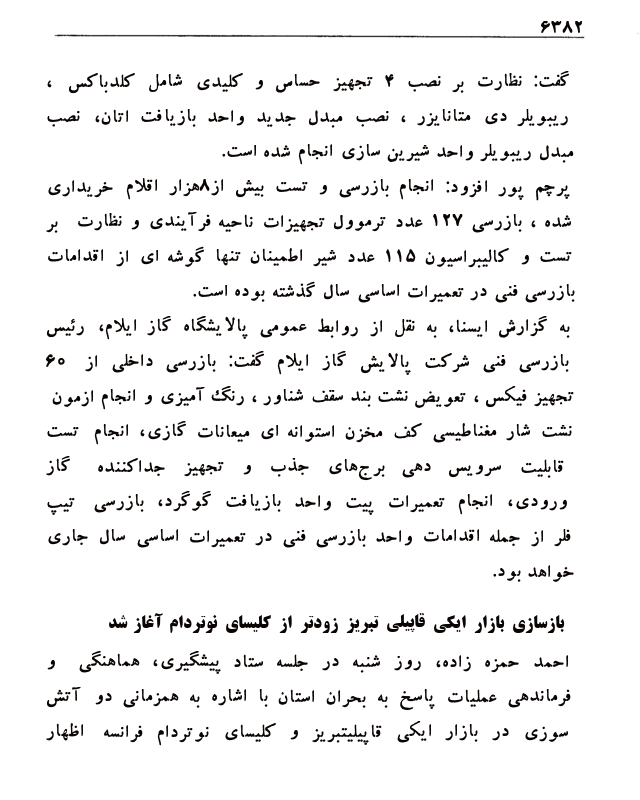 ۶۳۸۲
گفت: نظارت بر نصب ۴ تجهیز حساس و کلیدی شامل کلدباکس ،
ریبویلر دی متانایزر ، نصب مبدل جدید واحد بازیافت اتان، نصب
مبدل ریبویلر واحد شیرین سازی انجام شده است.
پرچم پور افزود: انجام بازرسی و تست بیش از۸هزار اقلام خریداری
شده ، بازرسی ۱۲۷ عدد ترموول تجهیزات ناحیه فرآیندی و نظارت بر
تست و کالیبراسیون ۱۱۵ عدد شیر اطمینان تنها گوشه ای از اقدامات
بازرسی فنی در تعمیرات اساسی سال گذشته بوده است.
به گزارش ایسنا، به نقل از روابط عمومی پالایشگاه گاز ایلام، رئیس
بازرسی فنی شرکت پالایش گاز ایلام گفت: بازرسی داخلی از ۶۰
تجهیز فیکس ، تعویض نشت بند سقف شناور ، رنگ آمیزی و انجام ازمون
نشت شار مغناطیسی کف مخزن استوانه ای میعانات گازی، انجام تست
قابلیت سرویس دهی برج‌های جذب و تجهیز جداکننده گاز
ورودی، انجام تعمیرات پیت واحد بازیافت گوگرد، بازرسی تیپ
فلر از جمله اقدامات واحد بازرسی فنی در تعمیرات اساسی سال جاری
خواهد بود.
بازسازی بازار ایکی قاپیلی تبریز زودتر از کلیسای نوتردام آغاز شد
احمد حمزه زاده، روز شنبه در جلسه ستاد پیشگیری، هماهنگی و
فرماندهی عملیات پاسخ به بحران استان با اشاره به همزمانی دو آتش
سوزی در بازار ایکی قاپیلیتبریز و کلیسای نوتردام فرانسه اظهار